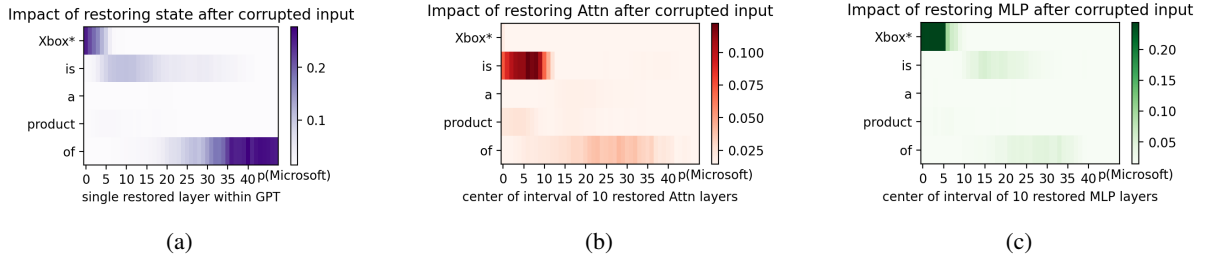 Impact of restoring state after corrupted input
Xbox*
is
a
product
of
0 5 10 15 20 25 30 35 40
p(Microsoft)
single restored layer within GPT
0.2
0.1
(a)
Impact of restoring Attn after corrupted input
Xbox*
is
a
product
of
0 5 10 15 20 25 30 35 40
p(Microsoft)
center of interval of 10 restored Attn layers
0.100
0.075
0.050
0.025
(b)
Impact of restoring MLP after corrupted input
Xbox*
is
a
product
of
0 5 10 15 20 25 30 35 40
p(Microsoft)
center of interval of 10 restored MLP layers
0.20
0.15
0.10
0.05
(c)